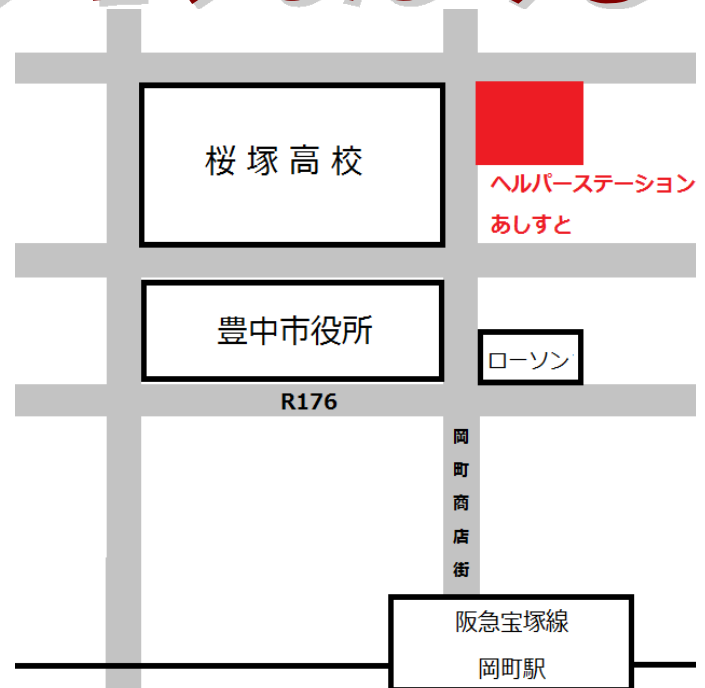 桜塚高校
ヘルパーステーション
あしすと
豊中市役所
ローソン
R176
岡町商店街
阪急宝塚線
岡町駅